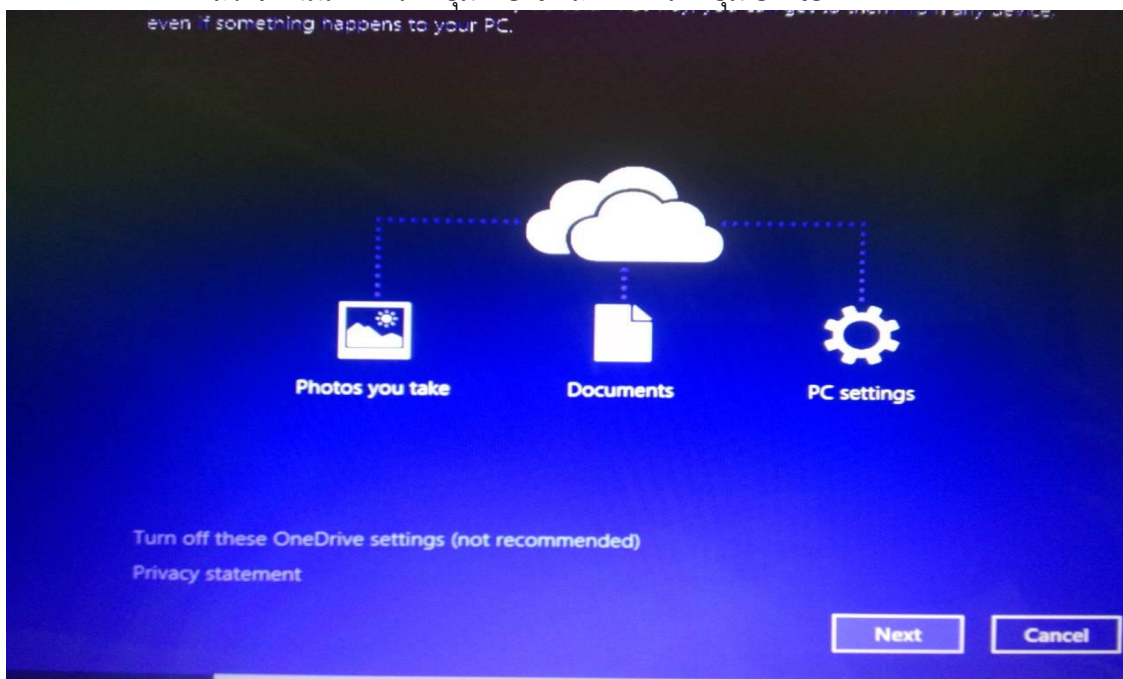 even if something happens to your PC.
Photos you take
Documents
PC settings
Turn off these OneDrive settings (not recommended)
Privacy statement
Next
Cancel